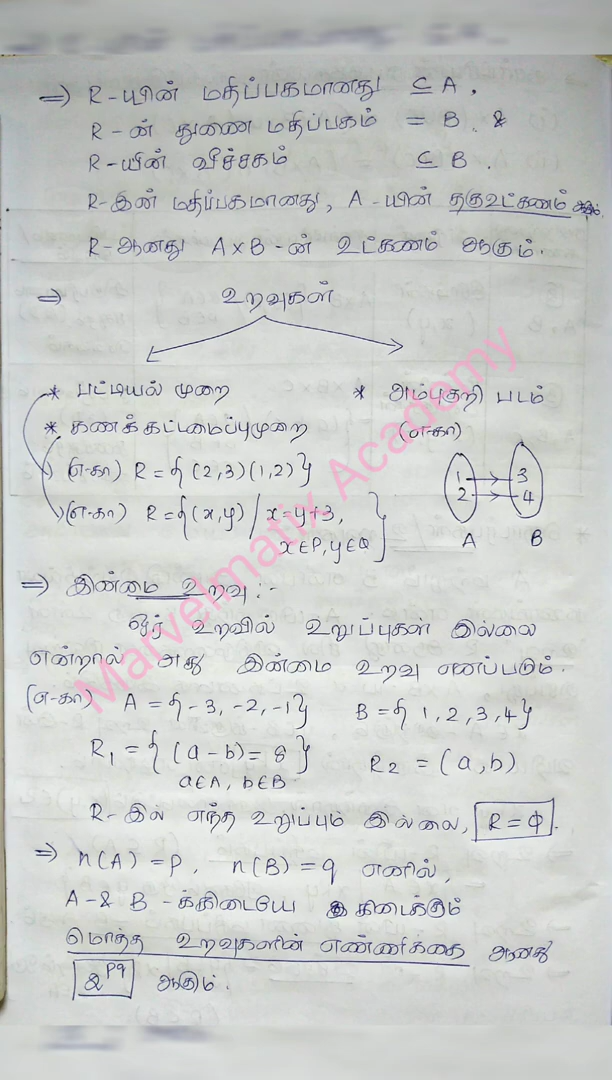 ⇒ R-யின் மதிப்பகமானது ⊆ A,
R-ன் துணை மதிப்பகம் = B. &
R-யின் வீச்சகம் ⊆ B.
R-இன் மதிப்பகமானது, A-யின் தகுஉட்கணம் ஆகும்.
R-ஆனது A×B-ன் உட்கணம் ஆகும்.
⇒ உறவுகள்
* பட்டியல் முறை * அம்புகுறி படம்
* கணக்கட்டமைப்புமுறை (எ-கா)
(எ-கா) R = {(2,3)(1,2)}
1 3
2 4
(எ-கா) R = {(x,y) / x=y+3,
x∈P, y∈Q}
A B
⇒ இன்மை உறவு:-
ஓர் உறவில் உறுப்புகள் இல்லை
என்றால் அது இன்மை உறவு எனப்படும்.
(எ-கா) A = {-3, -2, -1} B = {1, 2, 3, 4}
R₁ = {(a-b) = 8} R₂ = (a,b)
a∈A, b∈B
R-இல் எந்த உறுப்பும் இல்லை, R = φ.
⇒ n(A) = p, n(B) = q எனில்,
A-& B-க்கிடையே கிடைக்கும்
மொத்த உறவுகளின் எண்ணிக்கை ஆனது
2^pq ஆகும்.
Marvelmatix Academy